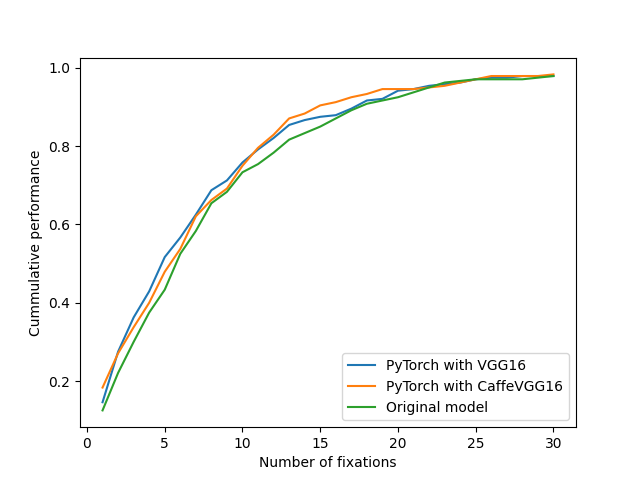 1.0
0.8
0.6
0.4
0.2
Cummulative performance
0
5
10
15
20
25
30
Number of fixations
PyTorch with VGG16
PyTorch with CaffeVGG16
Original model